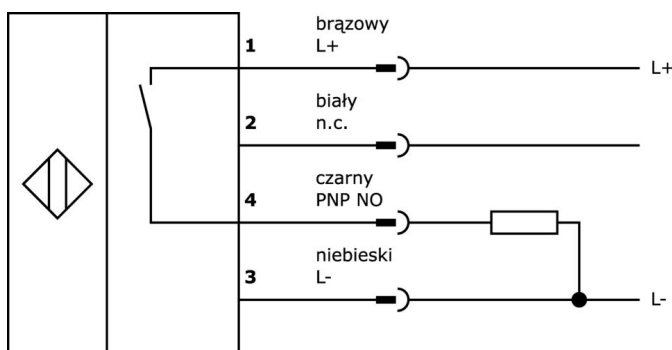 brązowy
1 L+
L+
biały
2 n.c.
czarny
4 PNP NO
niebieski
3 L-
L-